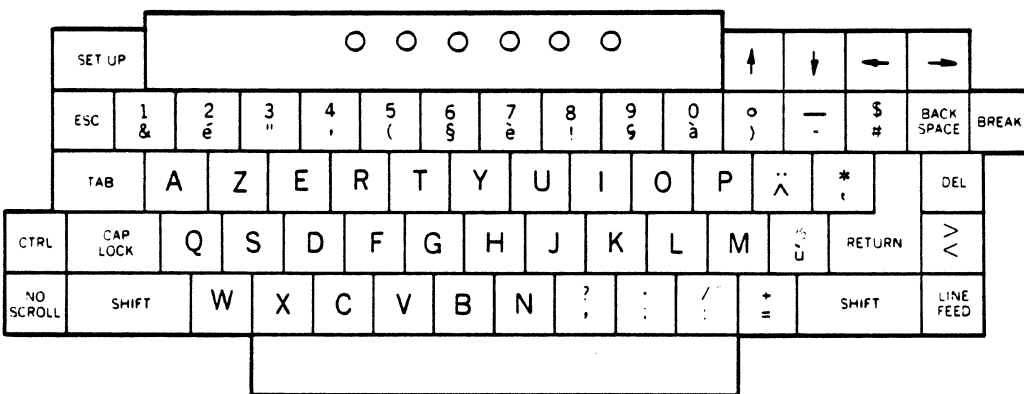 SET UP ↑ ↓ ← →
ESC 1 & 2 é 3 " 4 ' 5 ( 6 § 7 è 8 ! 9 ç 0 à ° ) — - $ # BACK SPACE BREAK
TAB A Z E R T Y U I O P ¨ ^ * DEL
CTRL CAP LOCK Q S D F G H J K L M ù RETURN > <
NO SCROLL SHIFT W X C V B N ? , . ; / : + = SHIFT LINE FEED